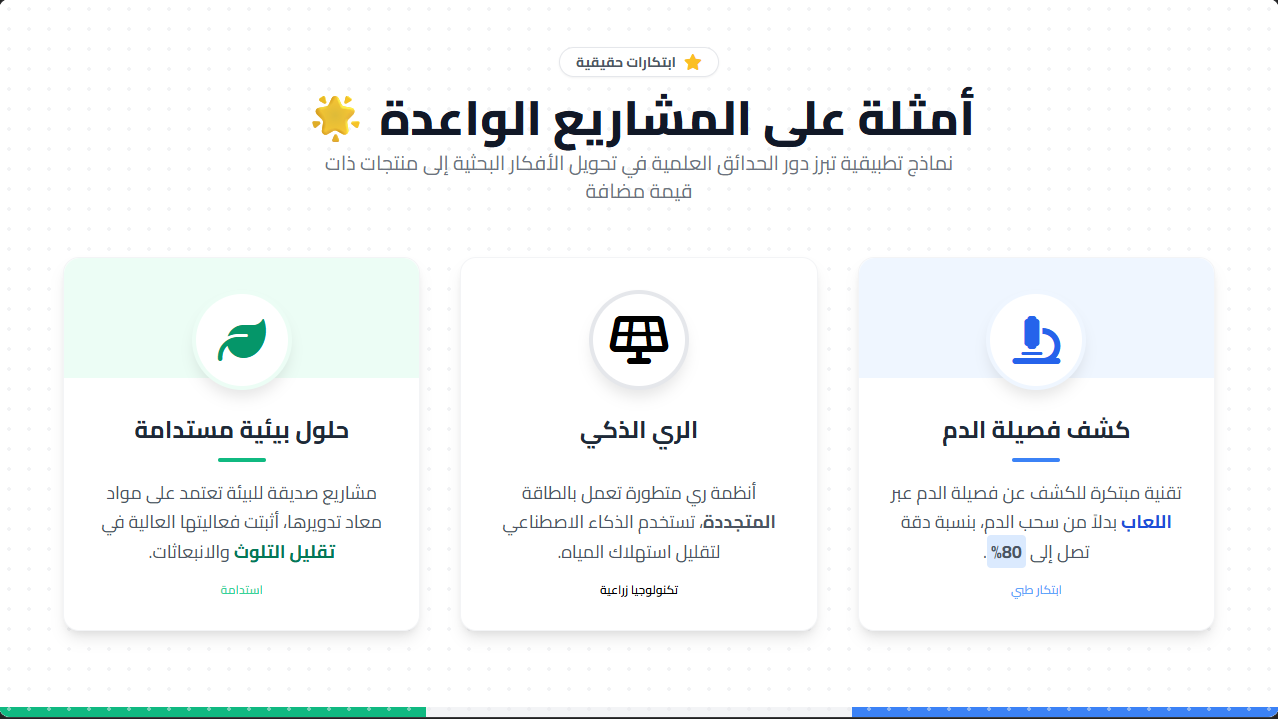 ابتكارات حقيقية
أمثلة على المشاريع الواعدة
نماذج تطبيقية تبرز دور الحدائق العلمية في تحويل الأفكار البحثية إلى منتجات ذات
قيمة مضافة
كشف فصيلة الدم
تقنية مبتكرة للكشف عن فصيلة الدم عبر
اللعاب بدلاً من سحب الدم، بنسبة دقة
تصل إلى 80%.
ابتكار طبي
الري الذكي
أنظمة ري متطورة تعمل بالطاقة
المتجددة، تستخدم الذكاء الاصطناعي
لتقليل استهلاك المياه.
تكنولوجيا زراعية
حلول بيئية مستدامة
مشاريع صديقة للبيئة تعتمد على مواد
معاد تدويرها، أثبتت فعاليتها العالية في
تقليل التلوث والانبعاثات.
استدامة